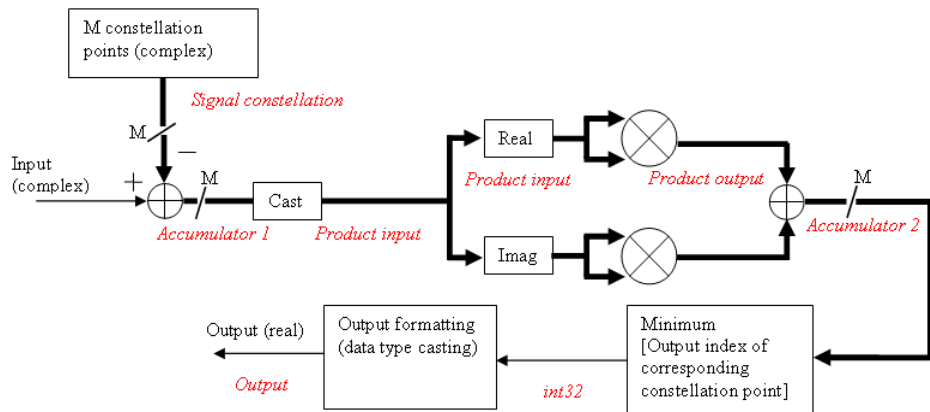 M constellation
points (complex)
Signal constellation
M
−
Input
(complex)
+
M
Cast
Accumulator 1
Product input
Real
Product input
Product output
M
Accumulator 2
Imag
Output (real)
Output
Output formatting
(data type casting)
int32
Minimum
[Output index of
corresponding
constellation point]